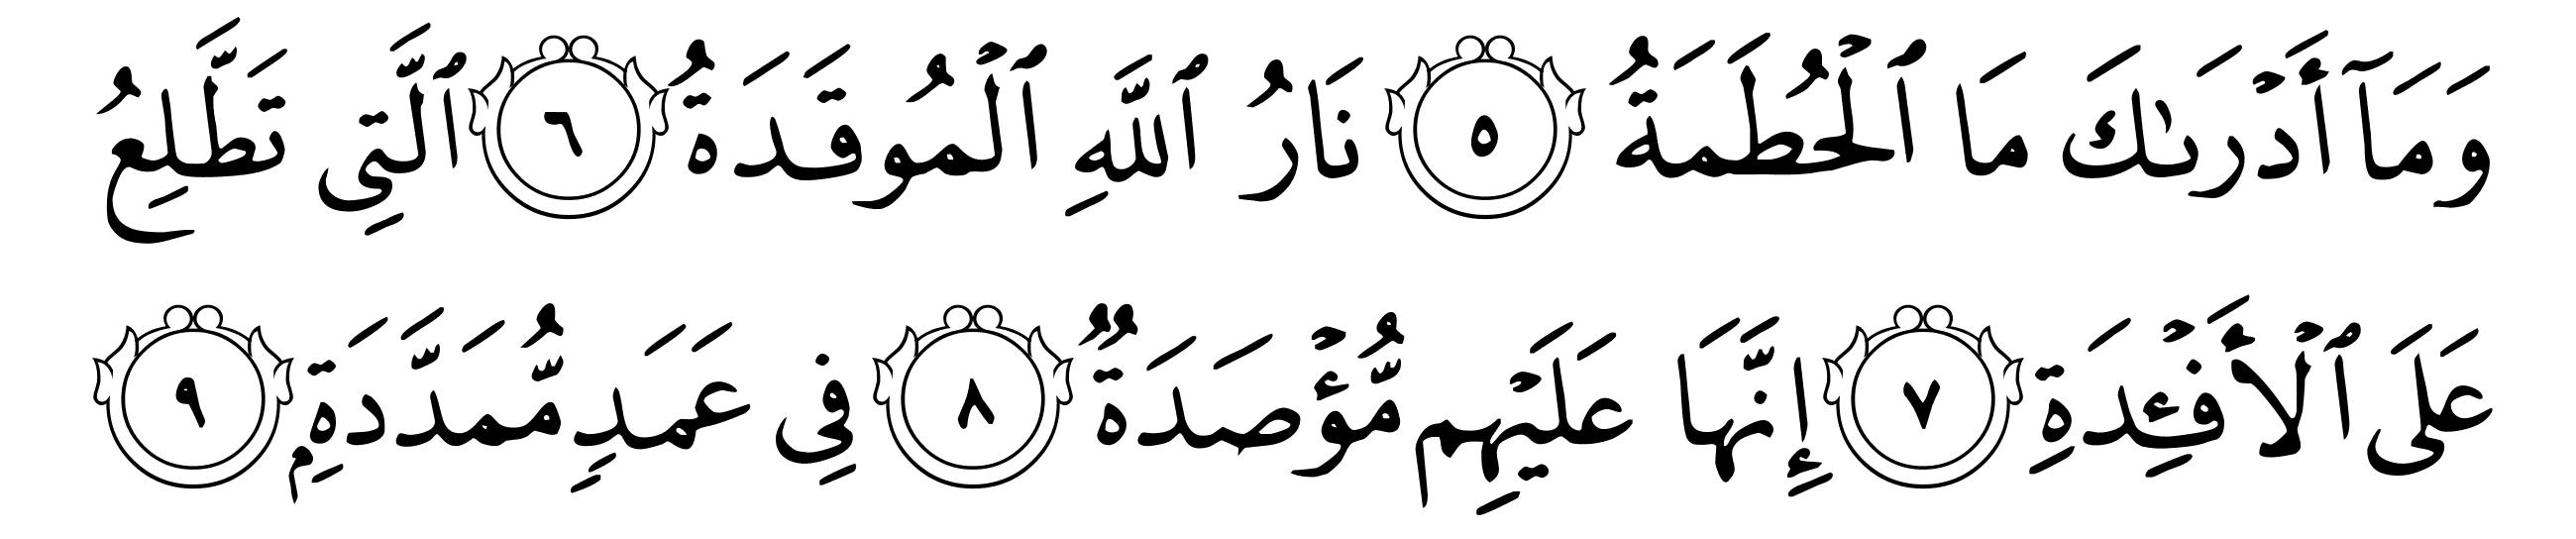 وَمَآ أَدْرَىٰكَ مَا ٱلْحُطَمَةُ ٥ نَارُ ٱللَّهِ ٱلْمُوقَدَةُ ٦ ٱلَّتِى تَطَّلِعُ
عَلَى ٱلْأَفْـِٔدَةِ ٧ إِنَّهَا عَلَيْهِم مُّؤْصَدَةٌ ٨ فِى عَمَدٍ مُّمَدَّدَةٍۭ ٩